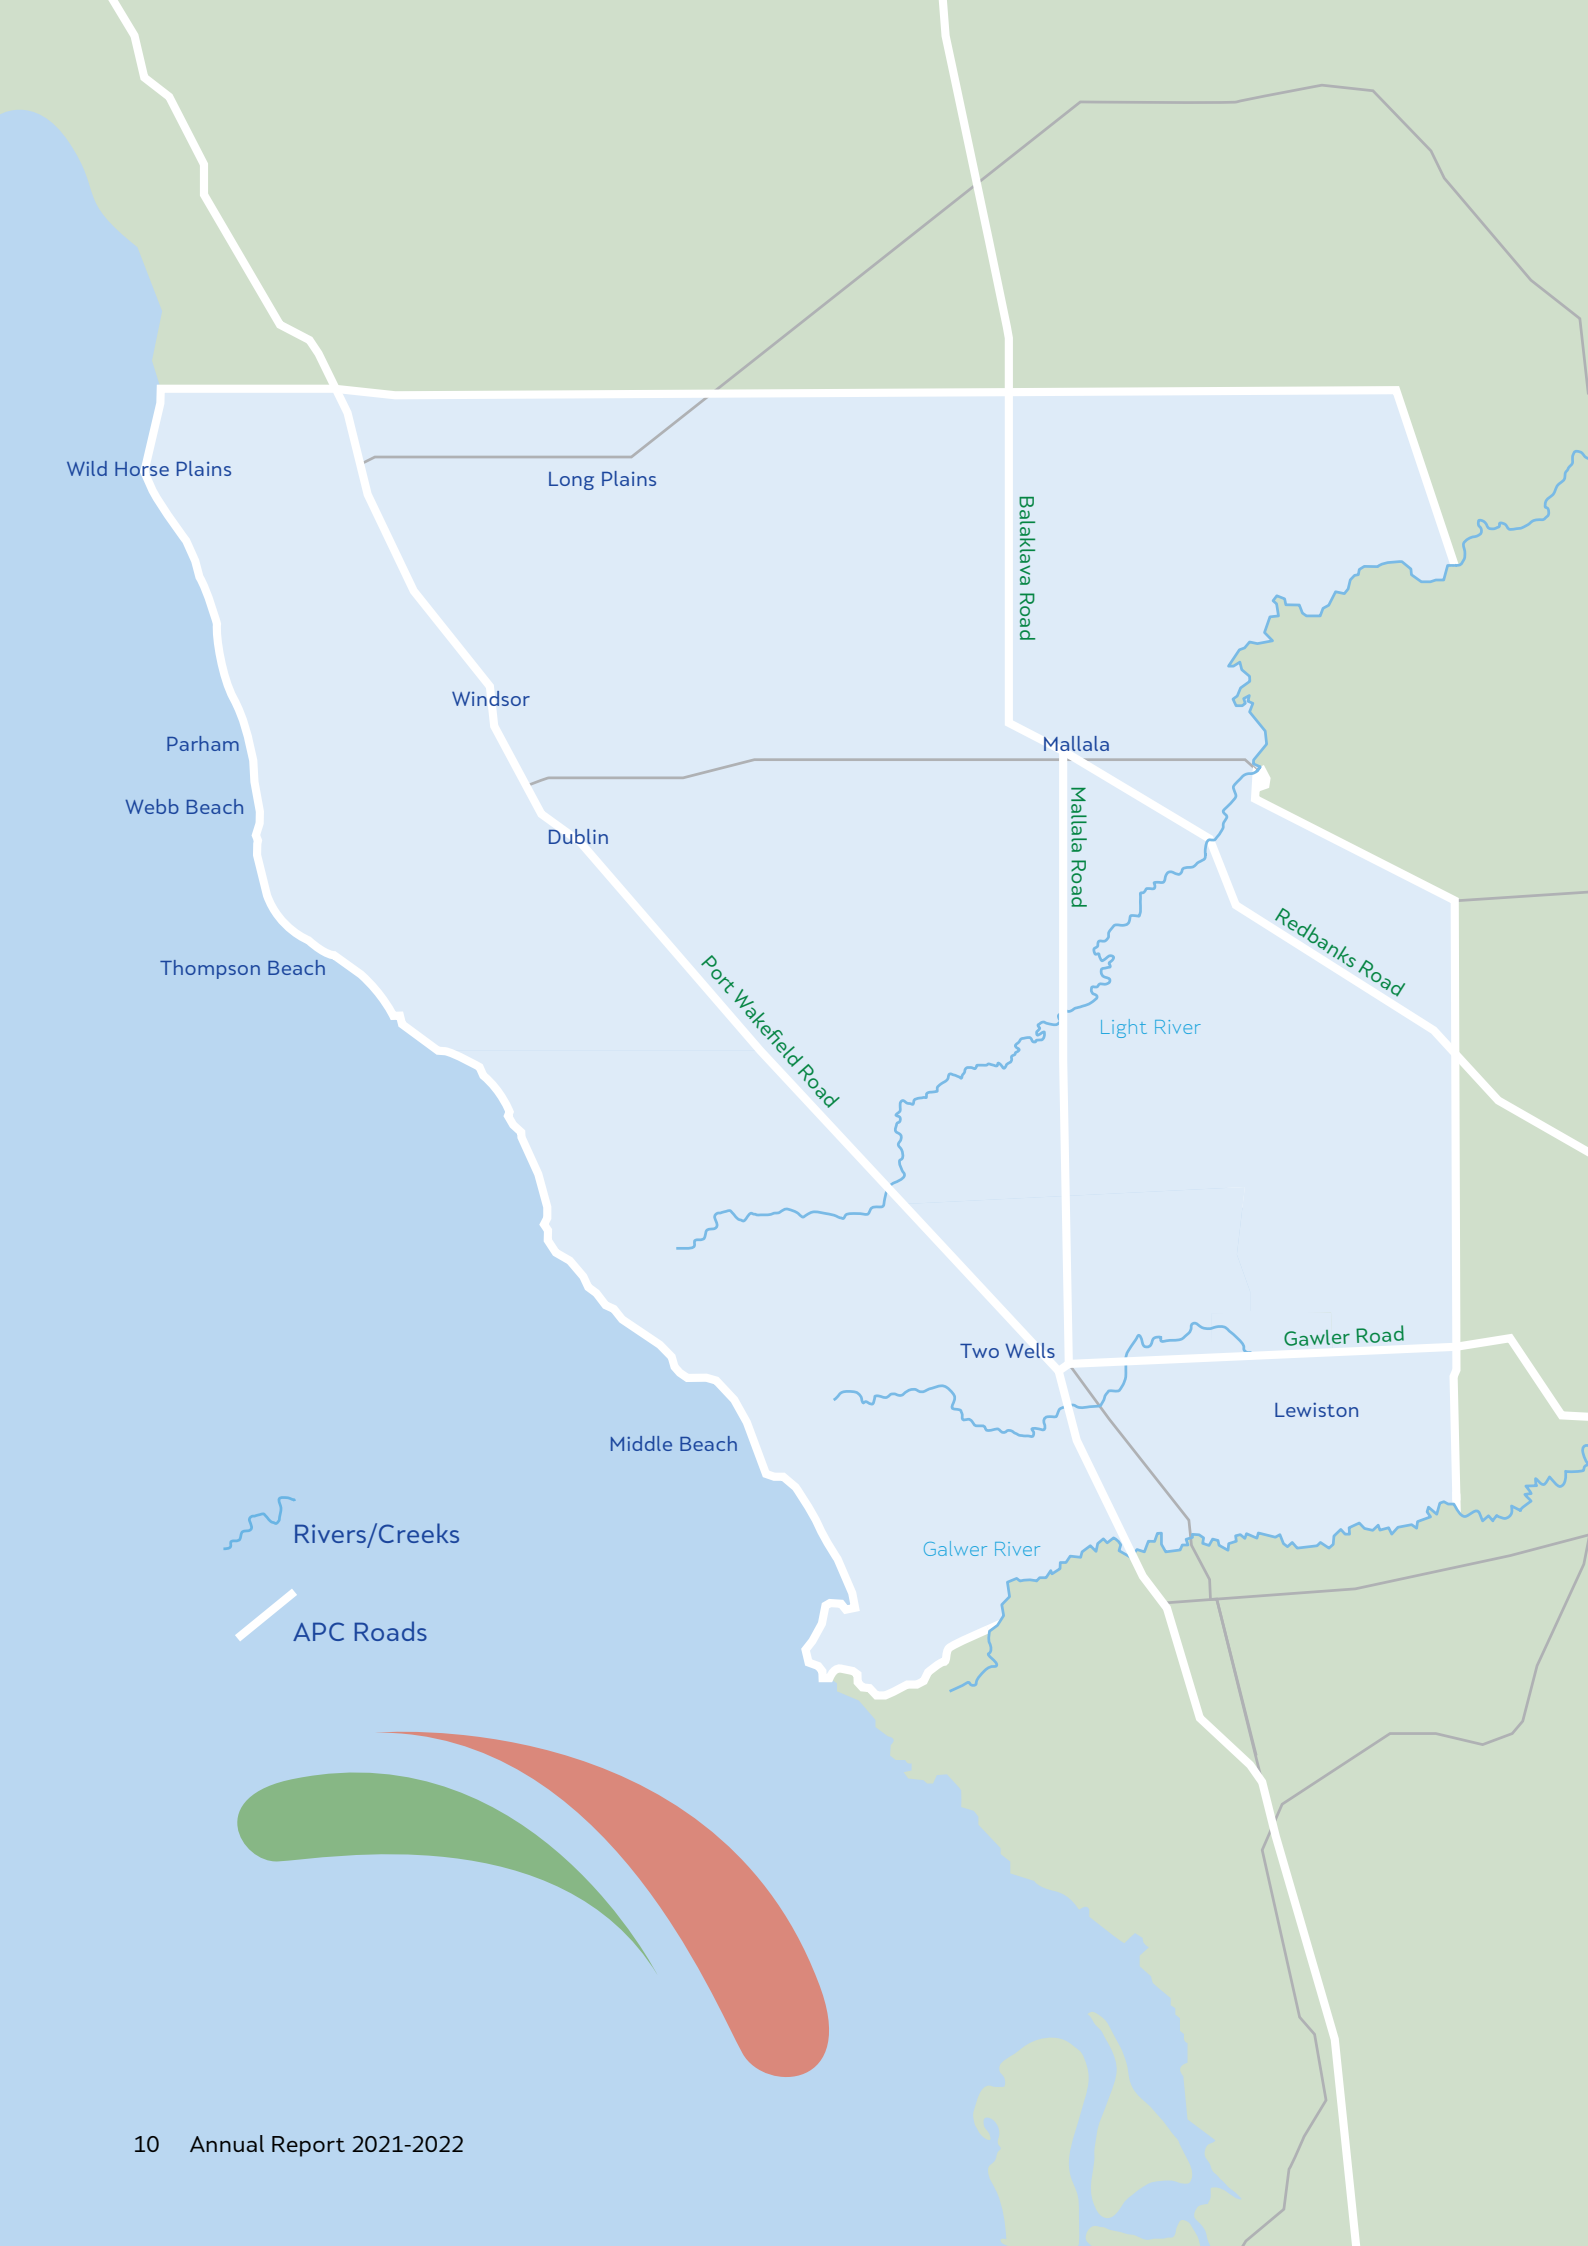 Wild Horse Plains
Long Plains
Balaklava Road
Windsor
Parham
Mallala
Webb Beach
Dublin
Mallala Road
Redbanks Road
Thompson Beach
Port Wakefield Road
Light River
Gawler Road
Two Wells
Lewiston
Middle Beach
Rivers/Creeks
Galwer River
APC Roads
10 Annual Report 2021-2022